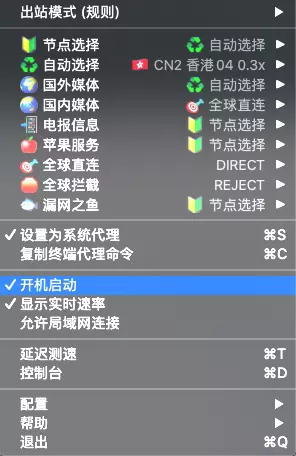 出站模式 (规则)
节点选择 自动选择
自动选择 CN2 香港 04 0.3x
国外媒体 自动选择
国内媒体 全球直连
电报信息 节点选择
苹果服务 节点选择
全球直连 DIRECT
全球拦截 REJECT
漏网之鱼 节点选择
设置为系统代理 ⌘S
复制终端代理命令 ⌘C
开机启动
显示实时速率
允许局域网连接
延迟测速 ⌘T
控制台 ⌘D
配置
帮助
退出 ⌘Q